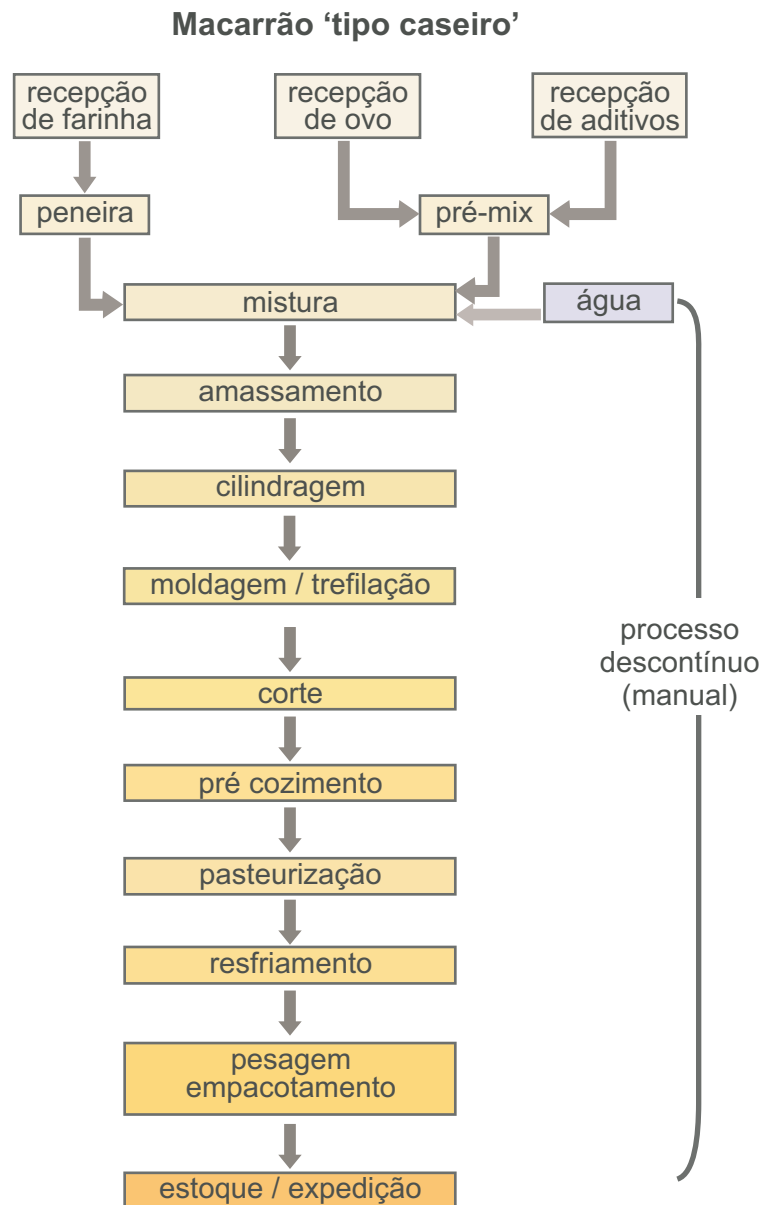 Macarrão ‘tipo caseiro’
recepção
de farinha
recepção
de ovo
recepção
de aditivos
peneira
pré-mix
mistura
água
amassamento
cilindragem
moldagem / trefilação
corte
processo
descontínuo
(manual)
pré cozimento
pasteurização
resfriamento
pesagem
empacotamento
estoque / expedição